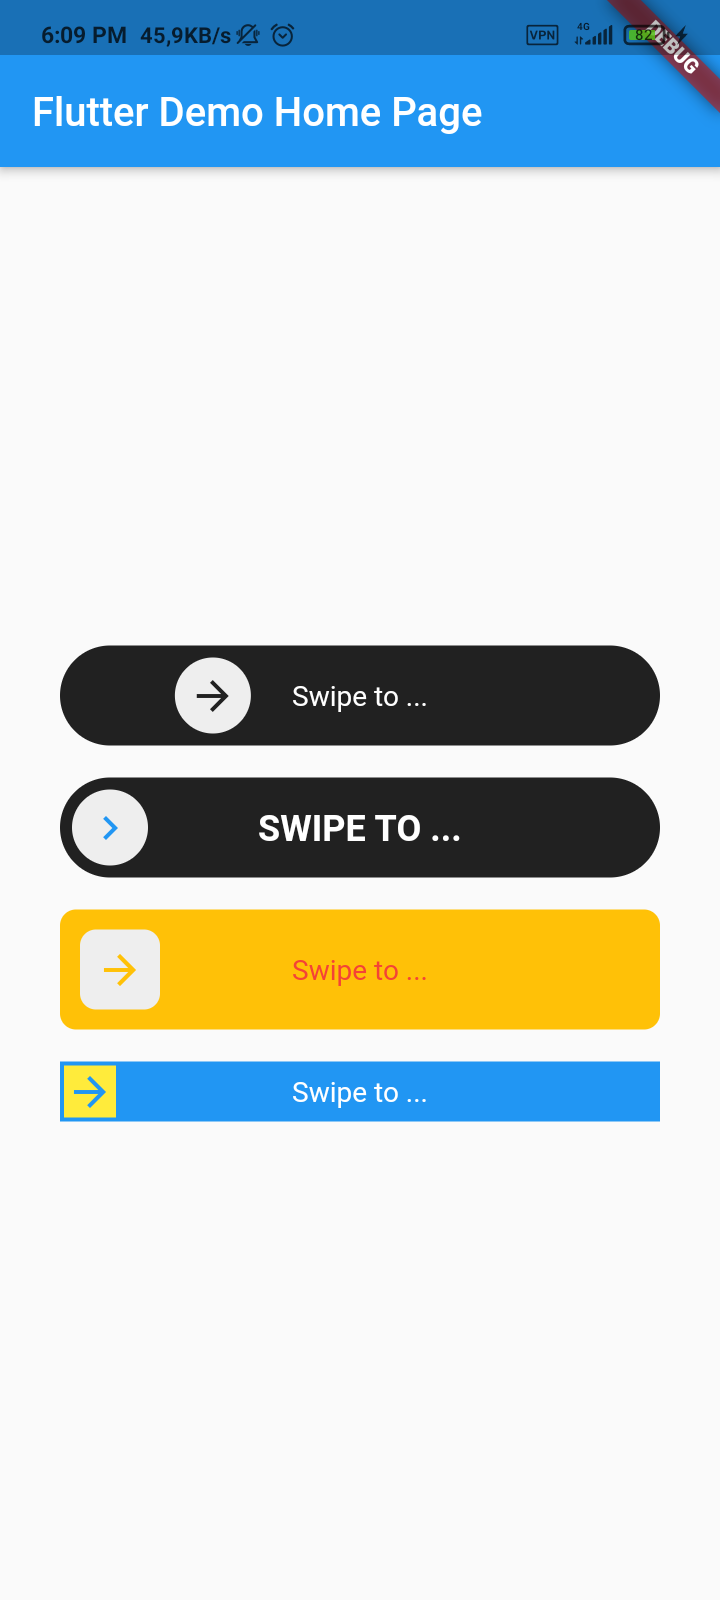 6:09 PM 45,9KB/s VPN 4G 82
DEBUG
Flutter Demo Home Page
Swipe to ...
SWIPE TO ...
Swipe to ...
Swipe to ...